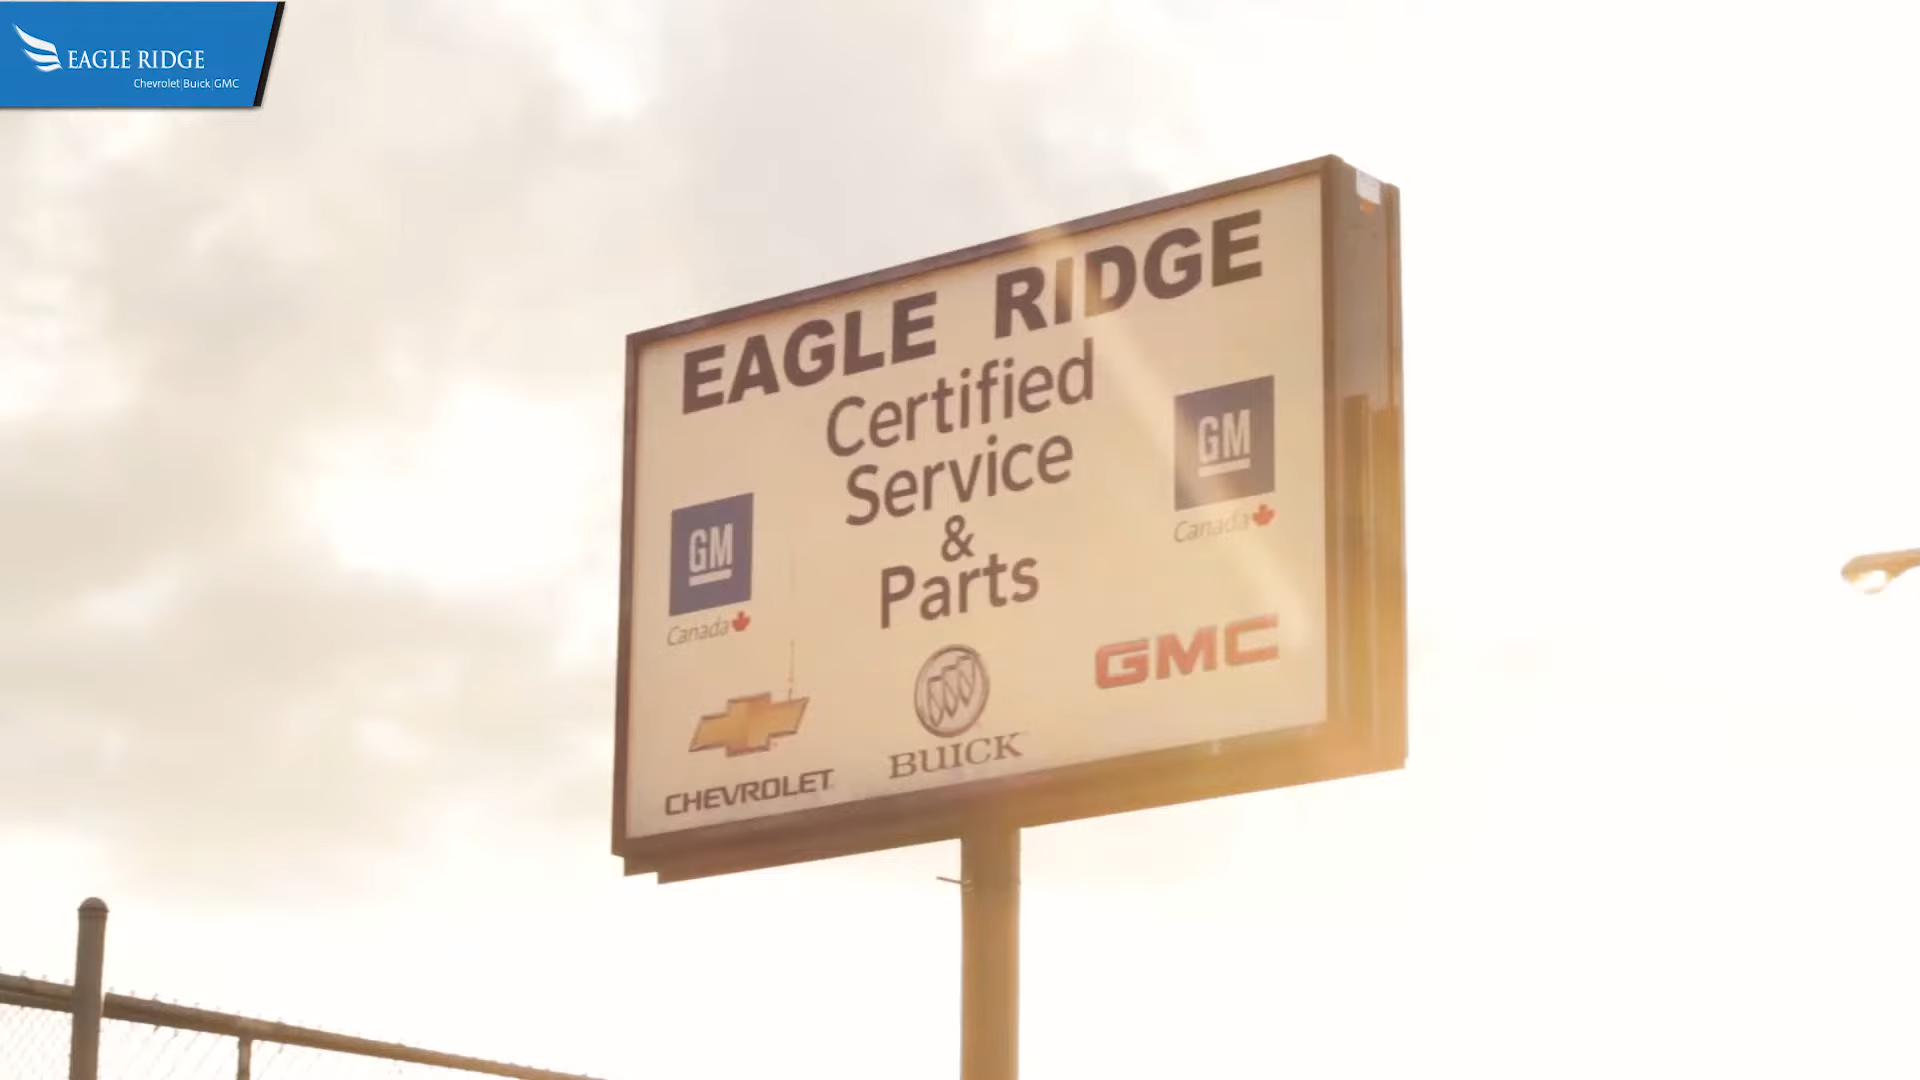 EAGLE RIDGE
Chevrolet Buick GMC
EAGLE RIDGE
Certified
Service
&
Parts
GM
Canada
GM
Canada
CHEVROLET
BUICK
GMC